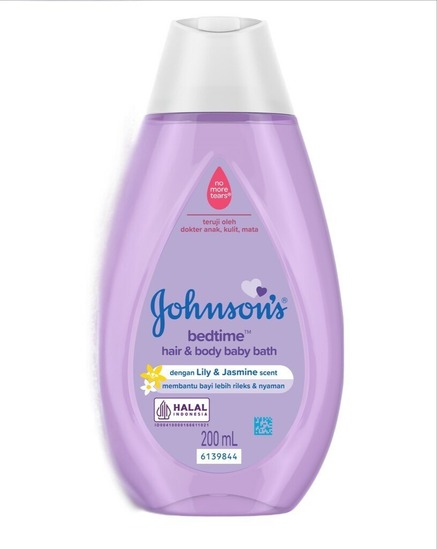 no
more
tears®
teruji oleh
dokter anak, kulit, mata
Johnson's®
bedtime™
hair & body baby bath
dengan Lily & Jasmine scent
membantu bayi lebih rileks & nyaman
HALAL
INDONESIA
200 mL
6139844